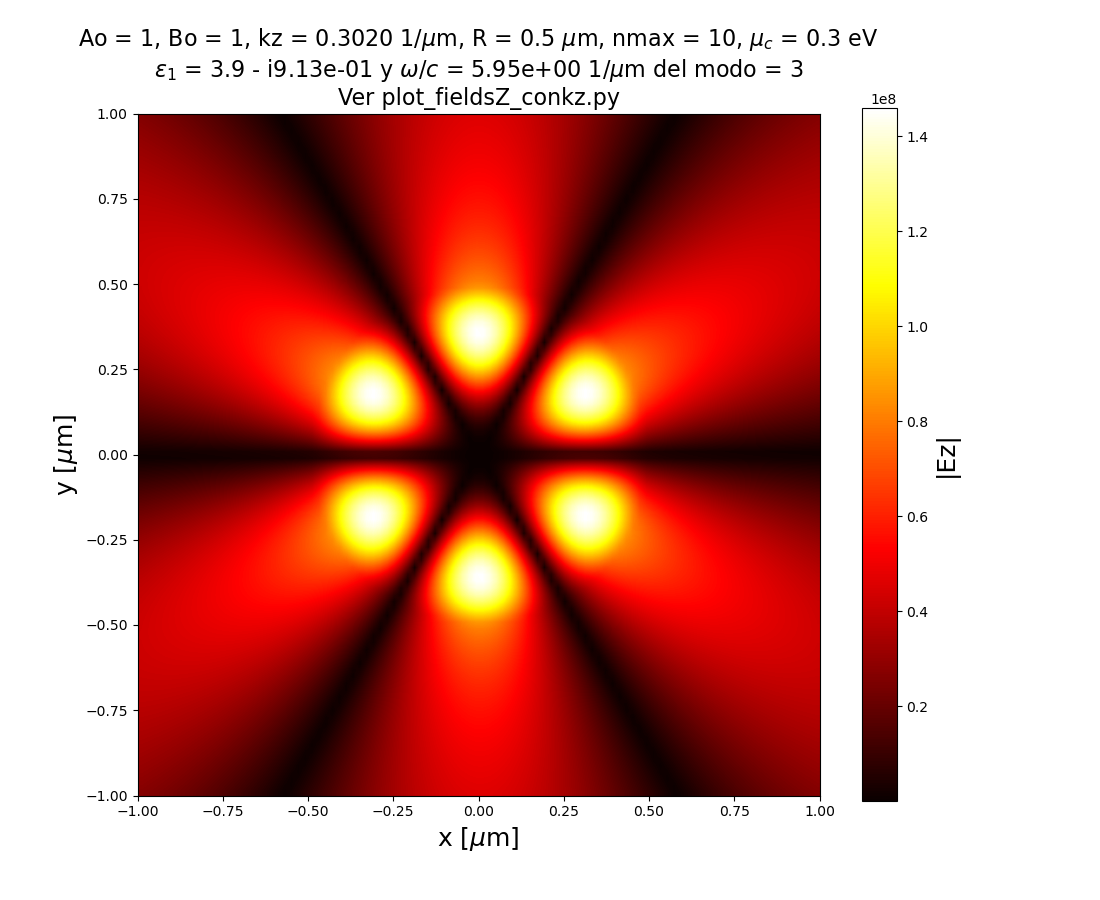 Ao = 1, Bo = 1, kz = 0.3020 1/μm, R = 0.5 μm, nmax = 10, μc = 0.3 eV
ε1 = 3.9 - i9.13e-01 y ω/c = 5.95e+00 1/μm del modo = 3
Ver plot_fieldsZ_conkz.py
1e8
1.00
0.75
0.50
0.25
0.00
−0.25
−0.50
−0.75
−1.00
y [μm]
−1.00 −0.75 −0.50 −0.25 0.00 0.25 0.50 0.75 1.00
x [μm]
1.4
1.2
1.0
0.8
0.6
0.4
0.2
|Ez|